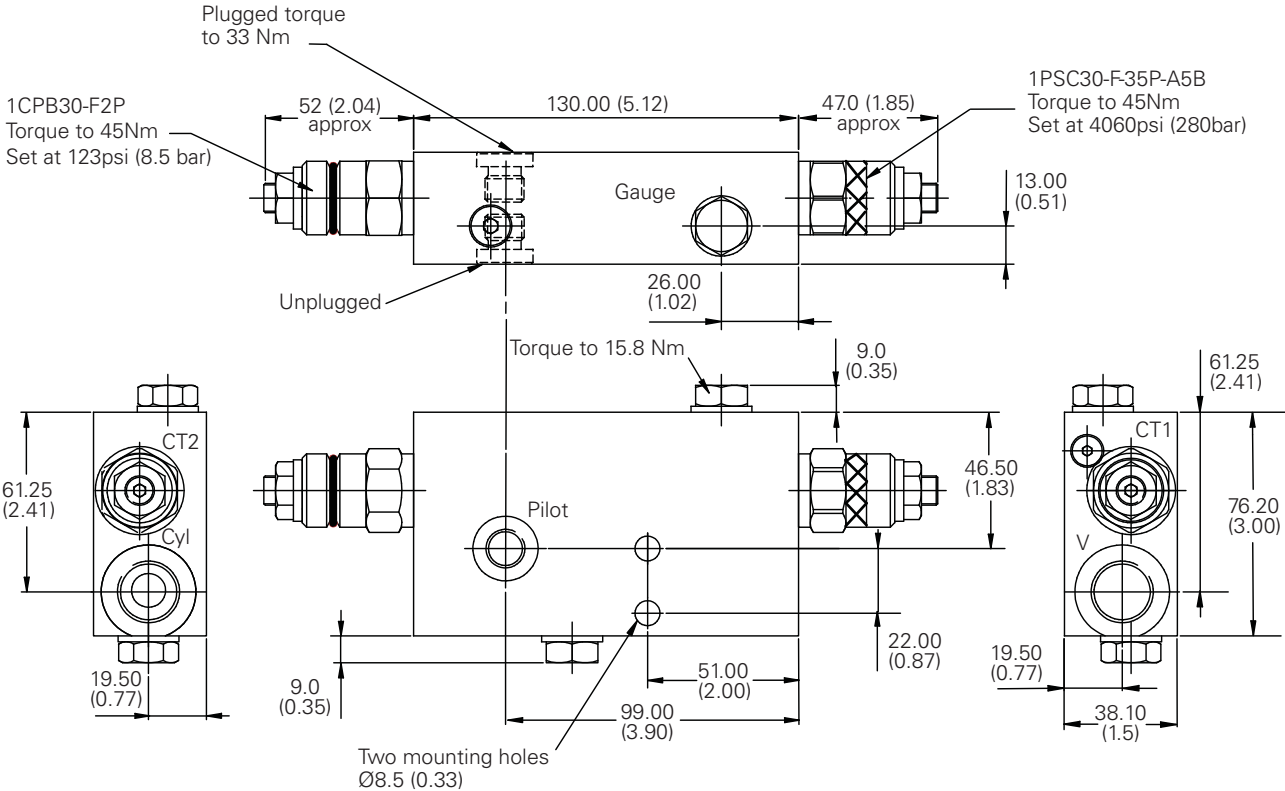 Plugged torque
to 33 Nm
1CPB30-F2P
Torque to 45Nm
Set at 123psi (8.5 bar)
52 (2.04)
approx
130.00 (5.12)
47.0 (1.85)
approx
1PSC30-F-35P-A5B
Torque to 45Nm
Set at 4060psi (280bar)
Gauge
13.00
(0.51)
Unplugged
26.00
(1.02)
Torque to 15.8 Nm
9.0
(0.35)
61.25
(2.41)
CT2
CT1
61.25
(2.41)
Cyl
Pilot
46.50
(1.83)
V
76.20
(3.00)
19.50
(0.77)
9.0
(0.35)
51.00
(2.00)
22.00
(0.87)
19.50
(0.77)
99.00
(3.90)
38.10
(1.5)
Two mounting holes
Ø8.5 (0.33)